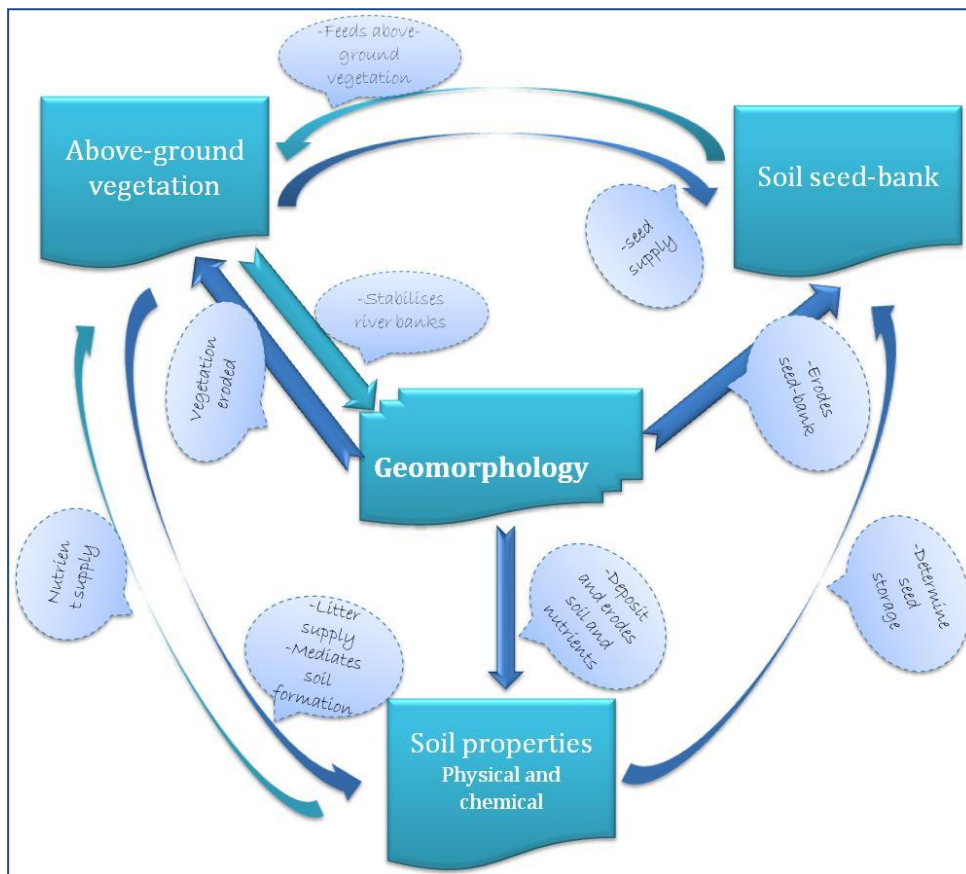 -Feeds above-
ground
vegetation
Above-ground
vegetation
Soil seed-bank
-seed
supply
-Stabilises
river banks
Vegetation
eroded
-Erodes
seed-bank
Geomorphology
Nutrien
t supply
-Litter
supply
-Mediates
soil
formation
-Deposit
and erodes
soil and
nutrients
-Determine
seed
storage
Soil properties
Physical and
chemical